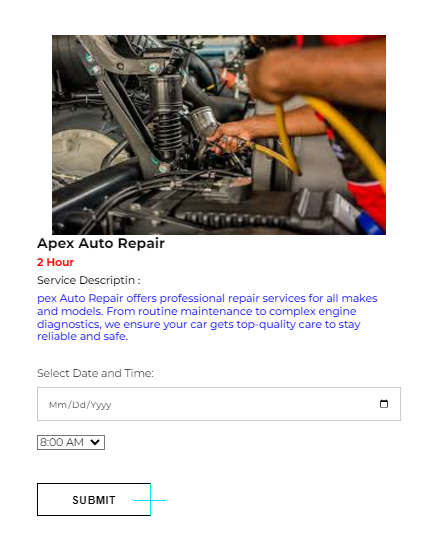 Apex Auto Repair
2 Hour
Service Descriptin :
pex Auto Repair offers professional repair services for all makes
and models. From routine maintenance to complex engine
diagnostics, we ensure your car gets top-quality care to stay
reliable and safe.
Select Date and Time:
Mm/Dd/Yyyy
8:00 AM
SUBMIT